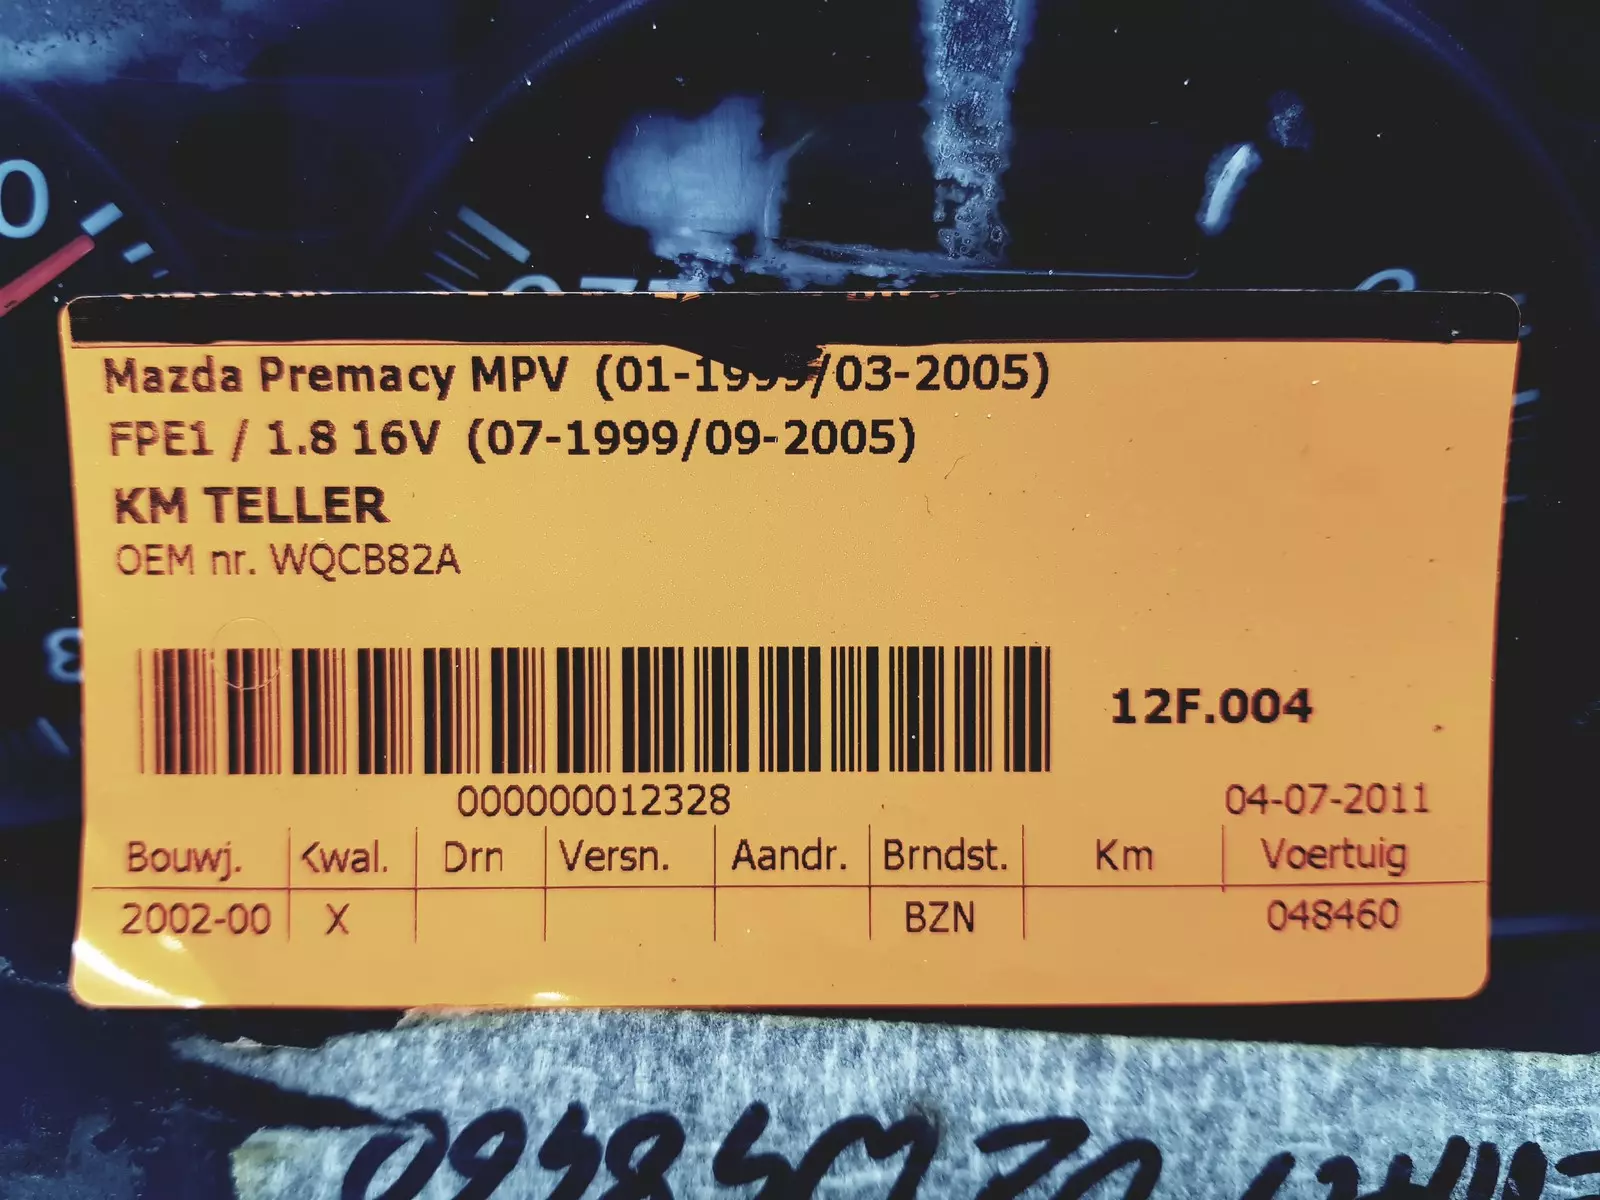 0
Mazda Premacy MPV (01-1999/03-2005)
FPE1 / 1.8 16V (07-1999/09-2005)
KM TELLER
OEM nr. WQCB82A
12F.004
000000012328
04-07-2011
Bouwj. Kwal. Drn Versn. Aandr. Brndst. Km Voertuig
2002-00 X BZN 048460